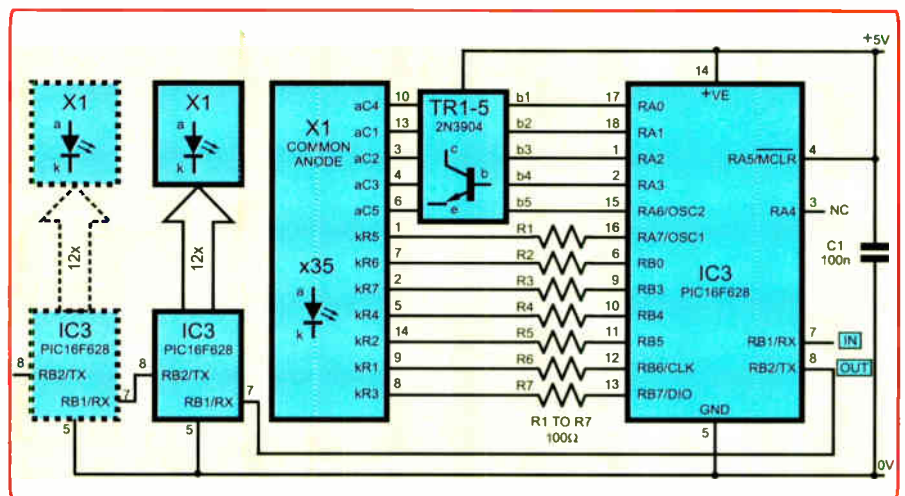 +5V
X1
a
k
12x
IC3
PIC16F628
8
RB2/TX
RB1/RX
7
5
X1
a
k
12x
IC3
PIC16F628
8
RB2/TX
RB1/RX
7
5
X1
COMMON
ANODE
x35
a
k
aC4
aC1
aC2
aC3
aC5
kR5
kR6
kR7
kR4
kR2
kR1
kR3
10
13
3
4
6
1
7
2
5
14
9
8
TR1-5
2N3904
c
b
e
b1
b2
b3
b4
b5
R1
R2
R3
R4
R5
R6
R7
R1 TO R7
100Ω
17
18
1
2
15
16
6
9
10
11
12
13
14
+VE
RA0
RA1
RA2
RA3
RA6/OSC2
RA7/OSC1
RB0
RB3
RB4
RB5
RB6/CLK
RB7/DIO
IC3
PIC16F628
RA5/MCLR
4
RA4
3
NC
RB1/RX
7
IN
RB2/TX
8
OUT
GND
5
C1
100n
0V